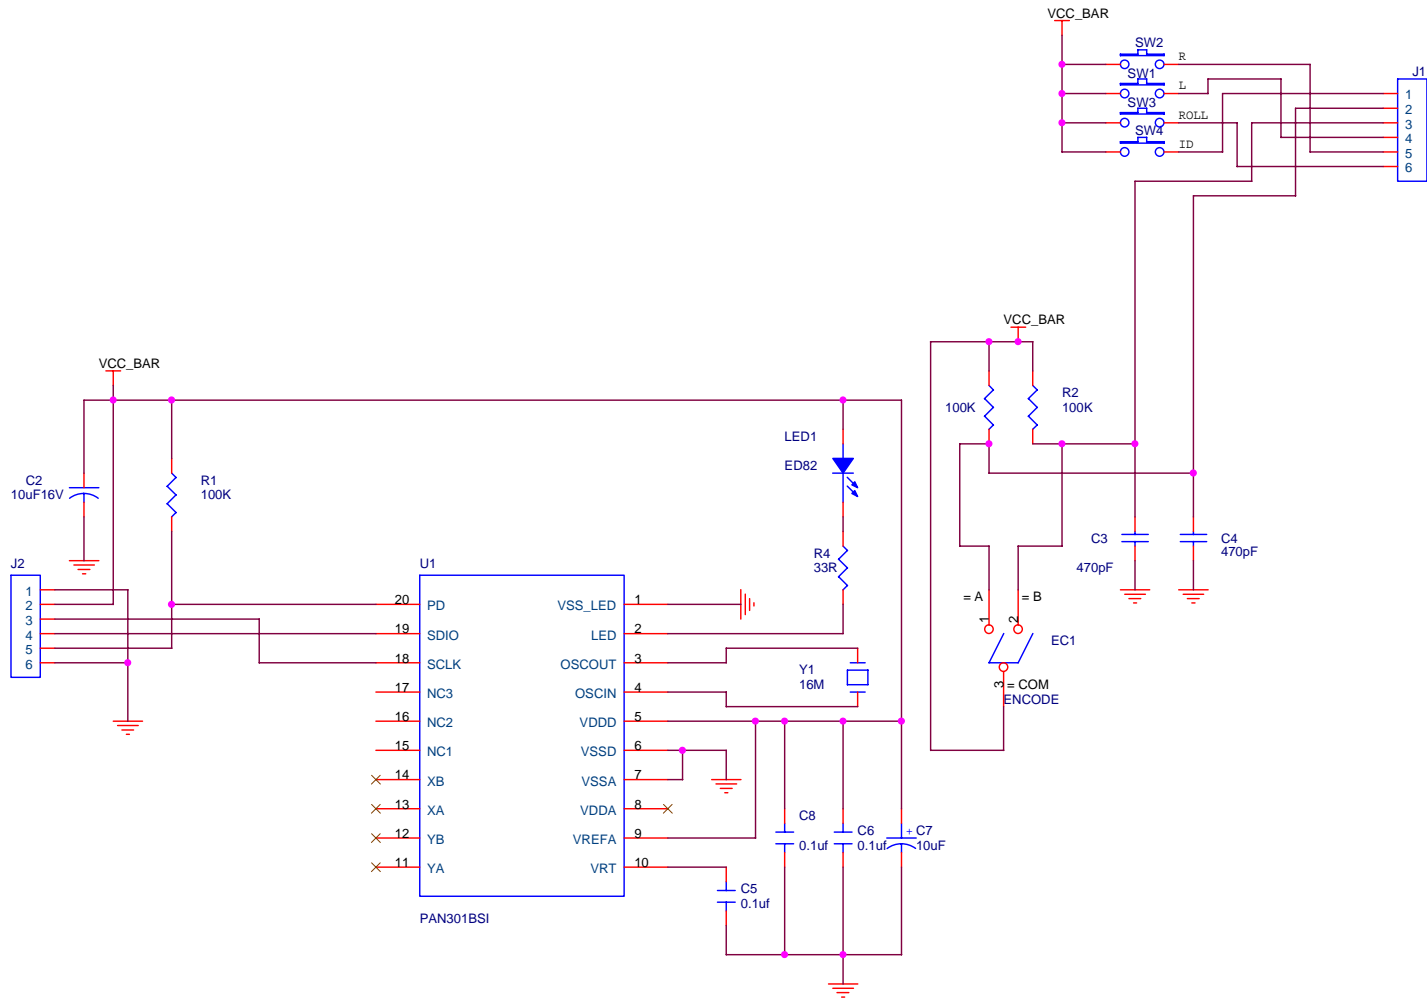 VCC_BAR
SW2
R
SW1
L
SW3
ROLL
SW4
ID
J1
1
2
3
4
5
6
VCC_BAR
100K
R2
100K
C3
470pF
C4
470pF
= A
= B
1
2
EC1
3
= COM
ENCODE
VCC_BAR
C2
10uF16V
R1
100K
LED1
ED82
R4
33R
J2
1
2
3
4
5
6
U1
20 PD
19 SDIO
18 SCLK
17 NC3
16 NC2
15 NC1
14 XB
13 XA
12 YB
11 YA
VSS_LED 1
LED 2
OSCOUT 3
OSCIN 4
VDDD 5
VSSD 6
VSSA 7
VDDA 8
VREFA 9
VRT 10
PAN301BSI
Y1
16M
C8
0.1uf
C6
0.1uf
+ C7
10uF
C5
0.1uf